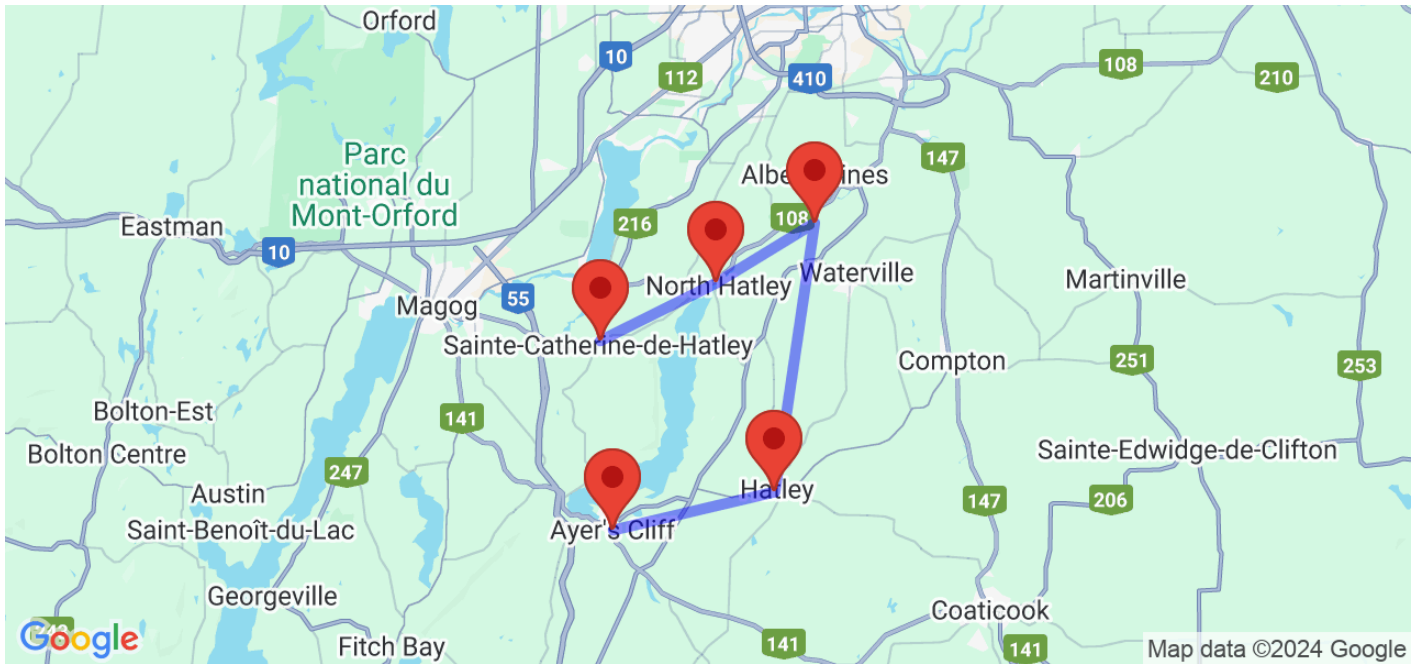 Orford
10
112
410
108
210
Parc
national du
Mont-Orford
147
216
108
Eastman
10
North Hatley
Waterville
Martinville
55
Magog
Sainte-Catherine-de-Hatley
Compton
251
253
Bolton-Est
141
Bolton Centre
247
Sainte-Edwidge-de-Clifton
Austin
Hatley
147
206
Saint-Benoît-du-Lac
Ayer's Cliff
Georgeville
Coaticook
Google
Fitch Bay
141
141
Map data ©2024 Google